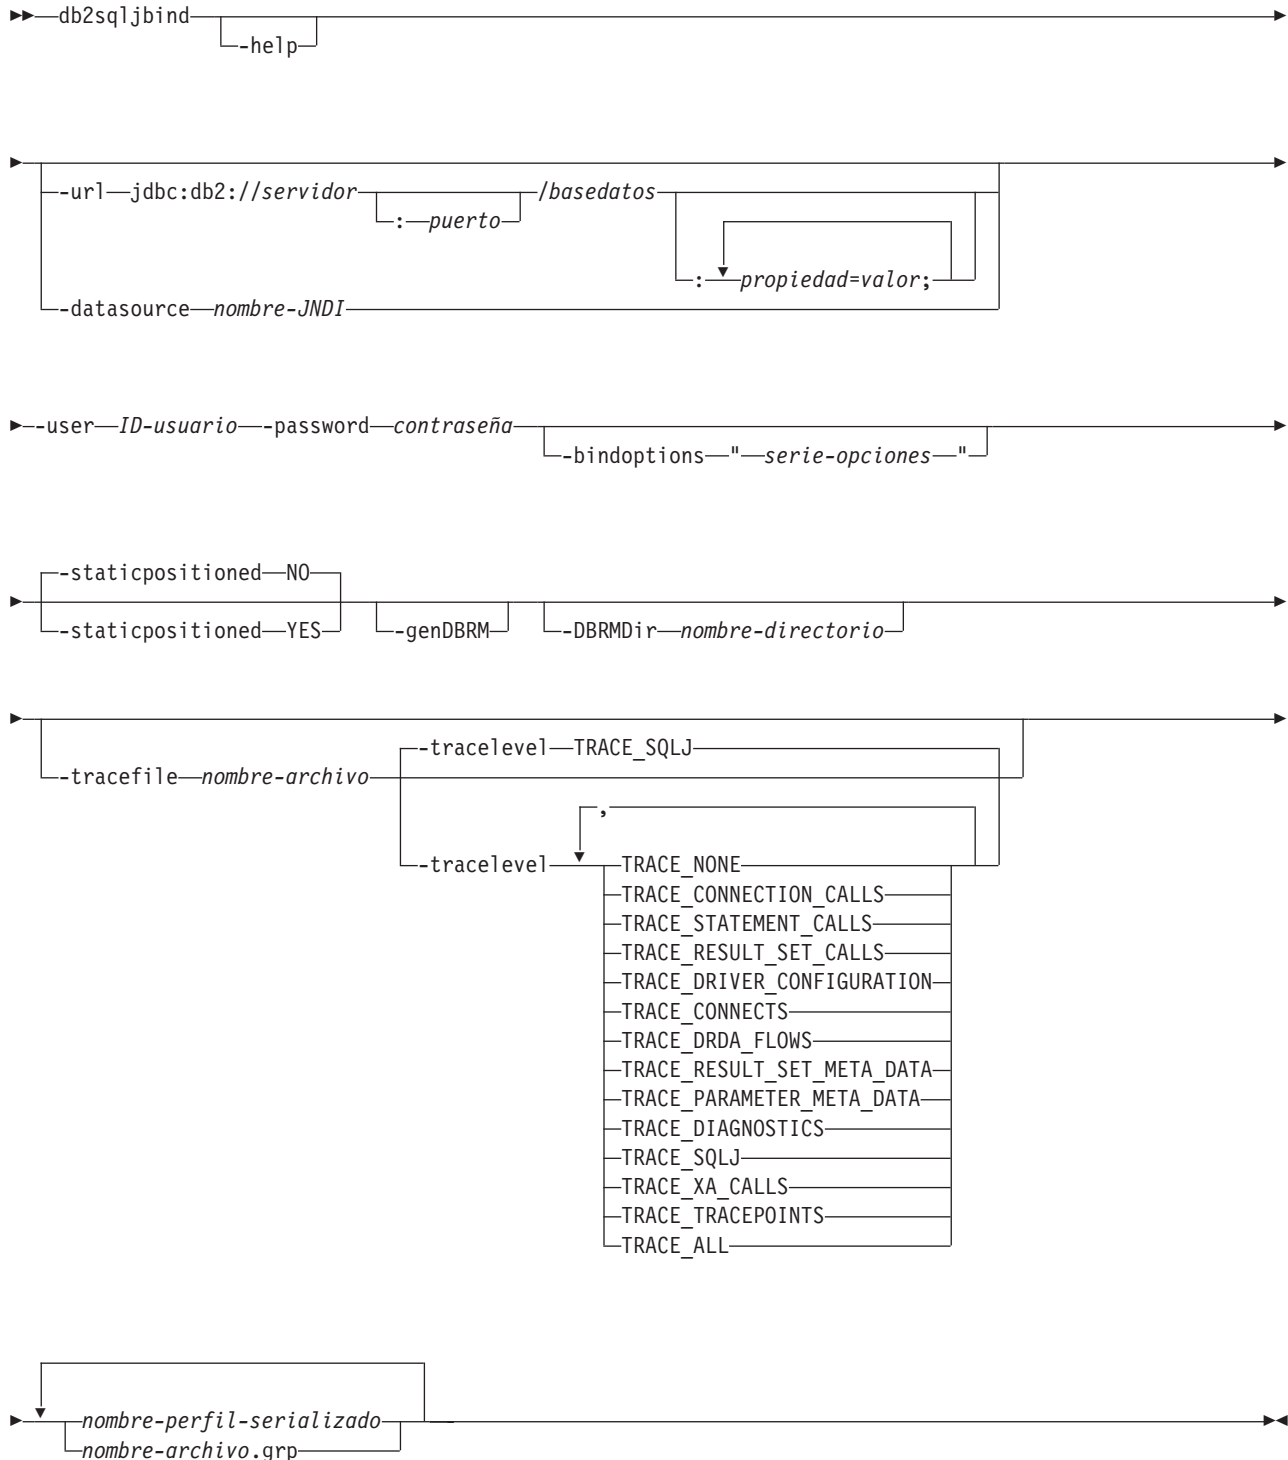 db2sqljbind
-help
-url jdbc:db2://servidor /basedatos
: puerto
: propiedad=valor;
-datasource nombre-JNDI
-user ID-usuario -password contraseña
-bindoptions " serie-opciones "
-staticpositioned NO
-staticpositioned YES -genDBRM -DBRMDir nombre-directorio
-tracelevel TRACE_SQLJ
-tracefile nombre-archivo
,
-tracelevel TRACE_NONE
TRACE_CONNECTION_CALLS
TRACE_STATEMENT_CALLS
TRACE_RESULT_SET_CALLS
TRACE_DRIVER_CONFIGURATION
TRACE_CONNECTS
TRACE_DRDA_FLOWS
TRACE_RESULT_SET_META_DATA
TRACE_PARAMETER_META_DATA
TRACE_DIAGNOSTICS
TRACE_SQLJ
TRACE_XA_CALLS
TRACE_TRACEPOINTS
TRACE_ALL
nombre-perfil-serializado
nombre-archivo.grp